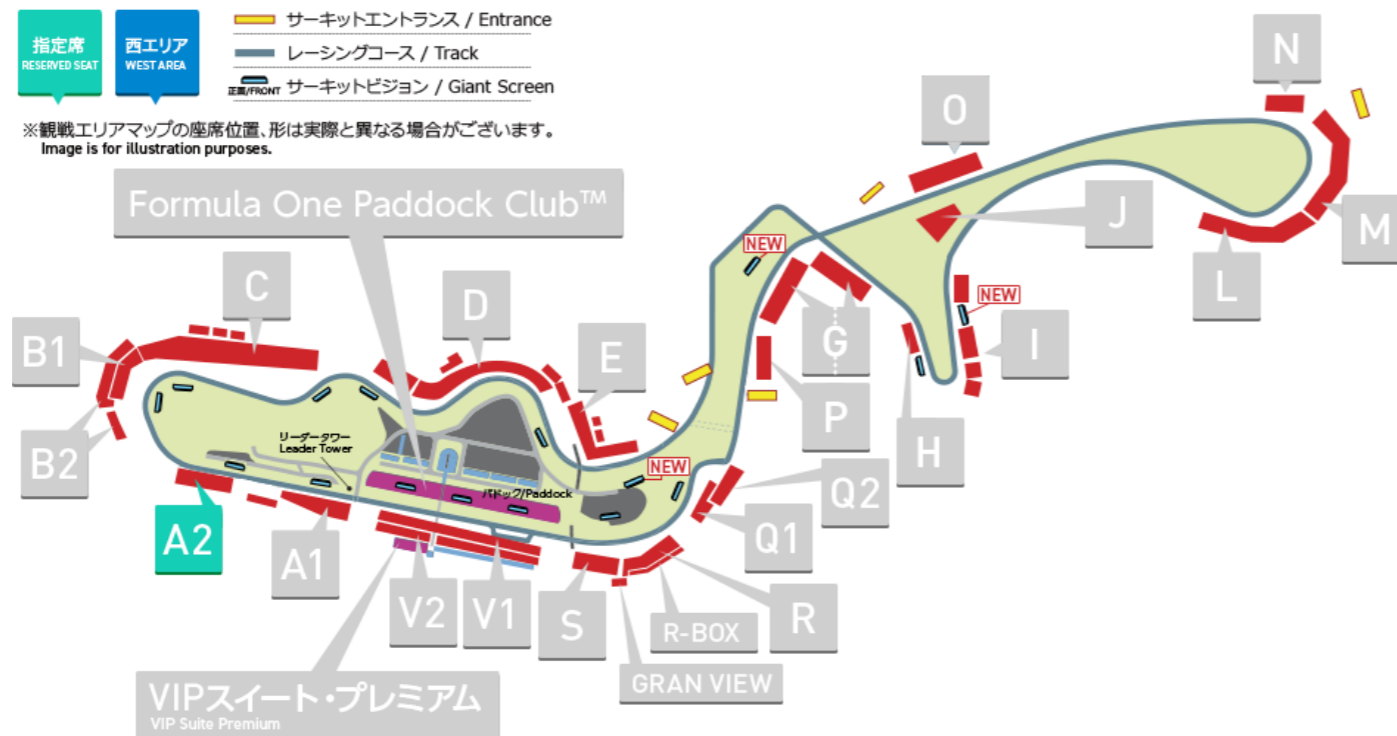 指定席
RESERVED SEAT
西エリア
WEST AREA
サーキットエントランス / Entrance
レーシングコース / Track
正面/FRONT
サーキットビジョン / Giant Screen
※観戦エリアマップの座席位置、形は実際と異なる場合がございます。
Image is for illustration purposes.
N
O
Formula One Paddock Club™
J
M
NEW
L
C
D
NEW
B1
E
G
I
P
H
B2
リーダータワー
Leader Tower
NEW
パドック/Paddock
Q2
A2
Q1
A1
V2
V1
S
R-BOX
R
GRAN VIEW
VIPスイート・プレミアム
VIP Suite Premium